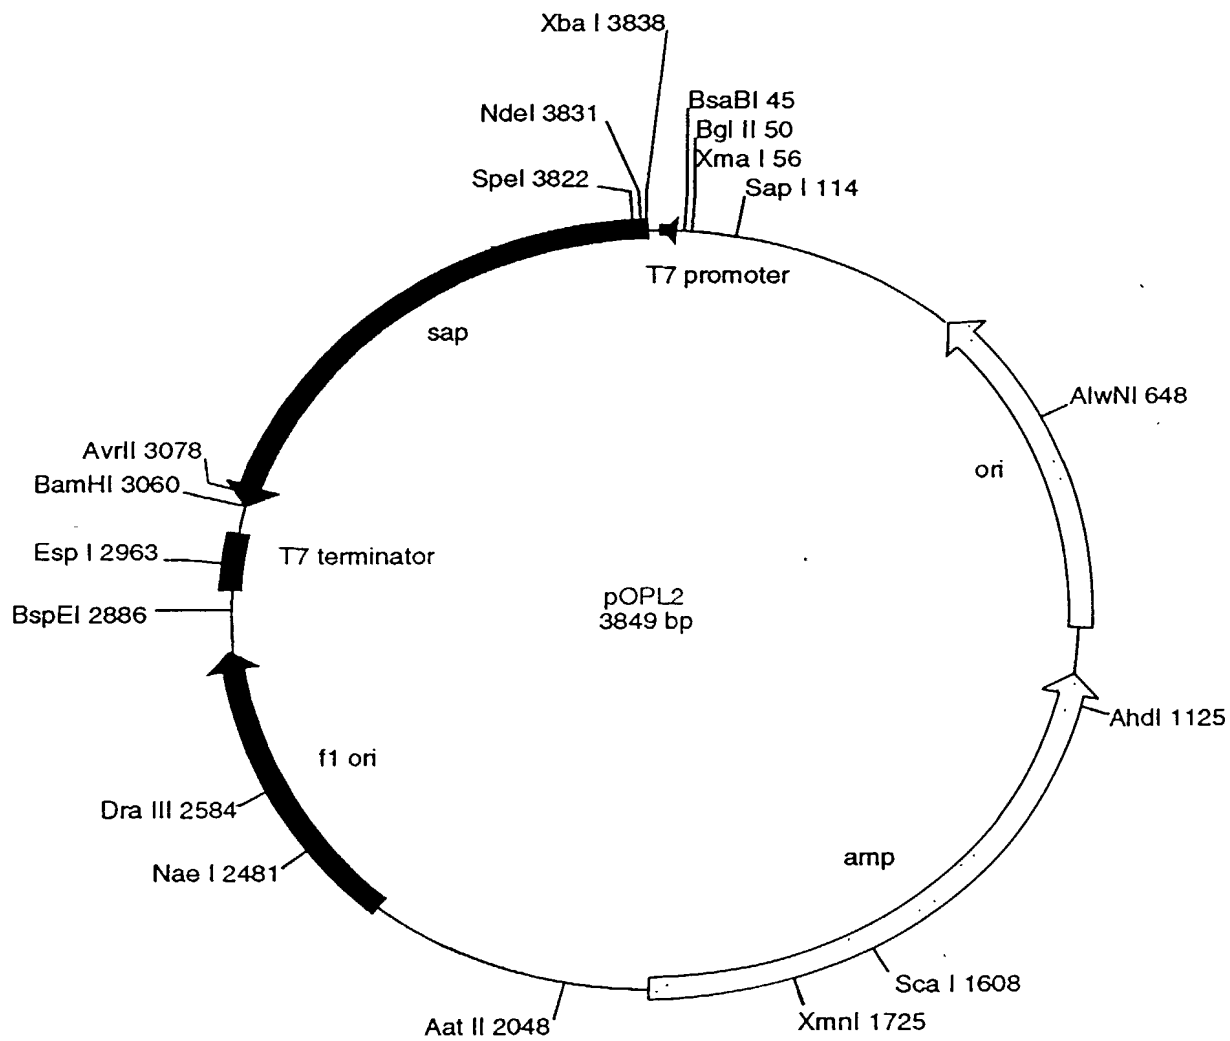 Xba I 3838
NdeI 3831
SpeI 3822
BsaBI 45
Bgl II 50
Xma I 56
Sap I 114
T7 promoter
sap
AlwNI 648
ori
AvrII 3078
BamHI 3060
Esp I 2963
T7 terminator
BspEI 2886
pOPL2
3849 bp
AhdI 1125
f1 ori
Dra III 2584
Nae I 2481
amp
Sca I 1608
XmnI 1725
Aat II 2048